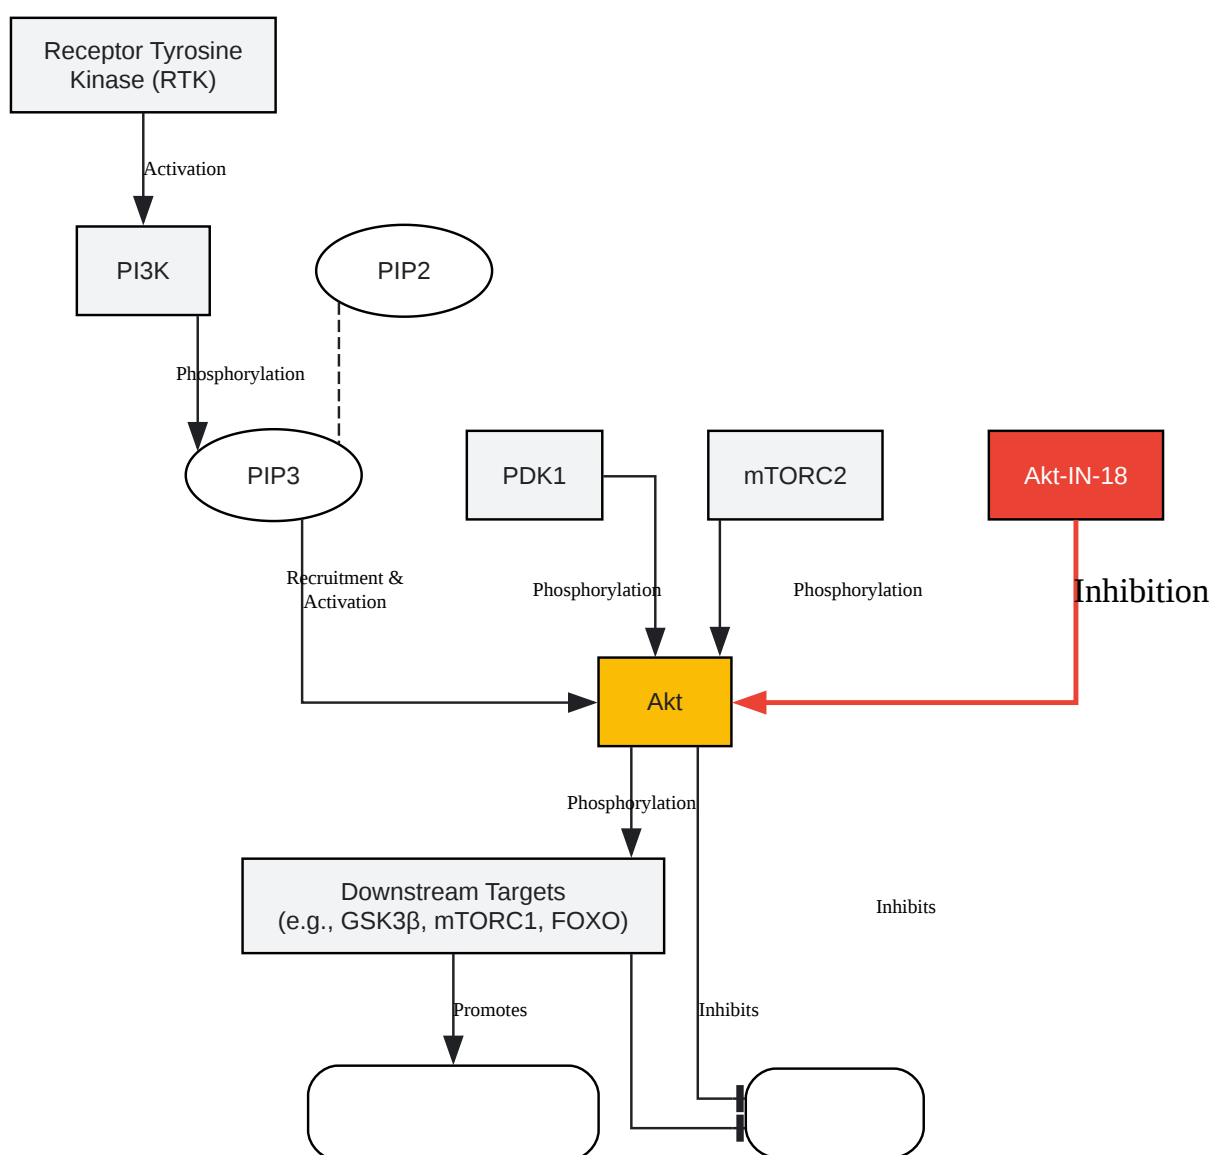 Receptor Tyrosine
Kinase (RTK)
Activation
PI3K
PIP2
Phosphorylation
PIP3
PDK1
mTORC2
Akt-IN-18
Recruitment &
Activation
Phosphorylation
Phosphorylation
Inhibition
Akt
Phosphorylation
Downstream Targets
(e.g., GSK3β, mTORC1, FOXO)
Inhibits
Promotes
Inhibits